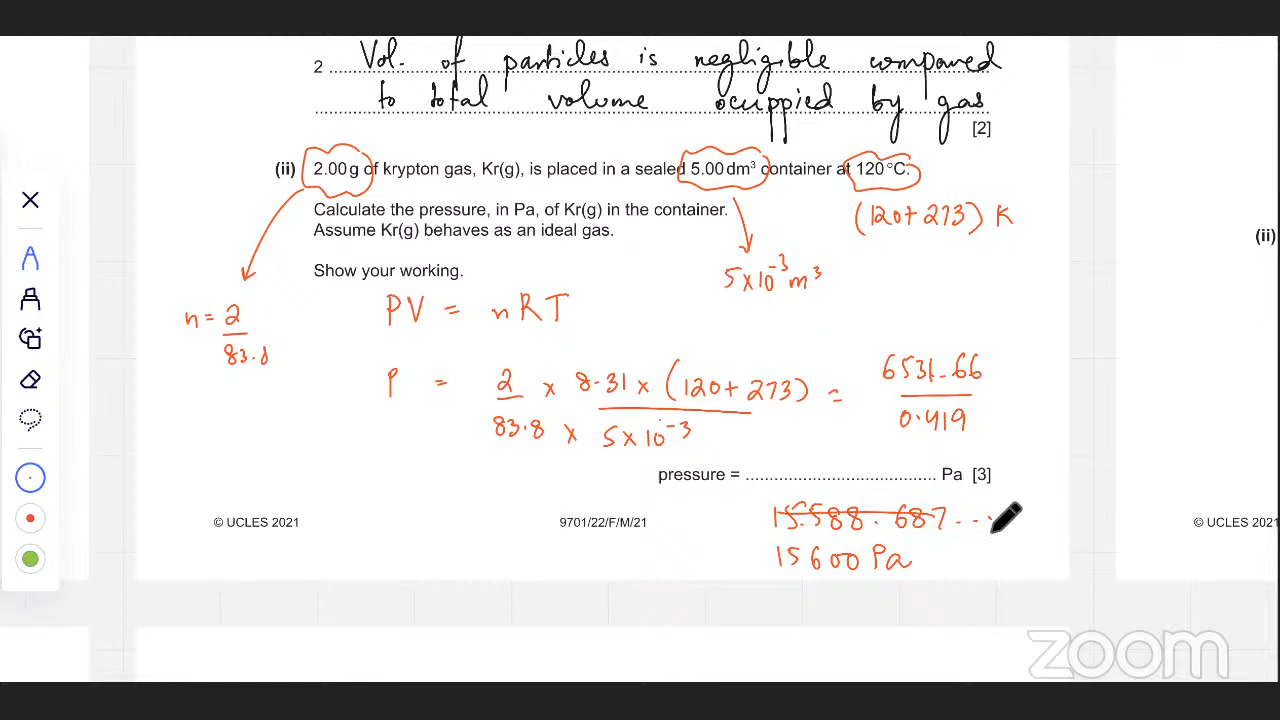 2 Vol. of particles is negligible compared
to total volume ocuppied by gas
[2]
(ii) 2.00 g of krypton gas, Kr(g), is placed in a sealed 5.00 dm³ container at 120 °C.
Calculate the pressure, in Pa, of Kr(g) in the container.
(120+273) K
Assume Kr(g) behaves as an ideal gas.
(ii)
Show your working.
5×10⁻³ m³
n = 2/83.8
PV = nRT
P = 2/83.8 × 8.31 × (120+273)/5×10⁻³ = 6531.66/0.419
pressure = ........................................ Pa [3]
© UCLES 2021 9701/22/F/M/21 © UCLES 2021
15588.687...
15600 Pa
zoom